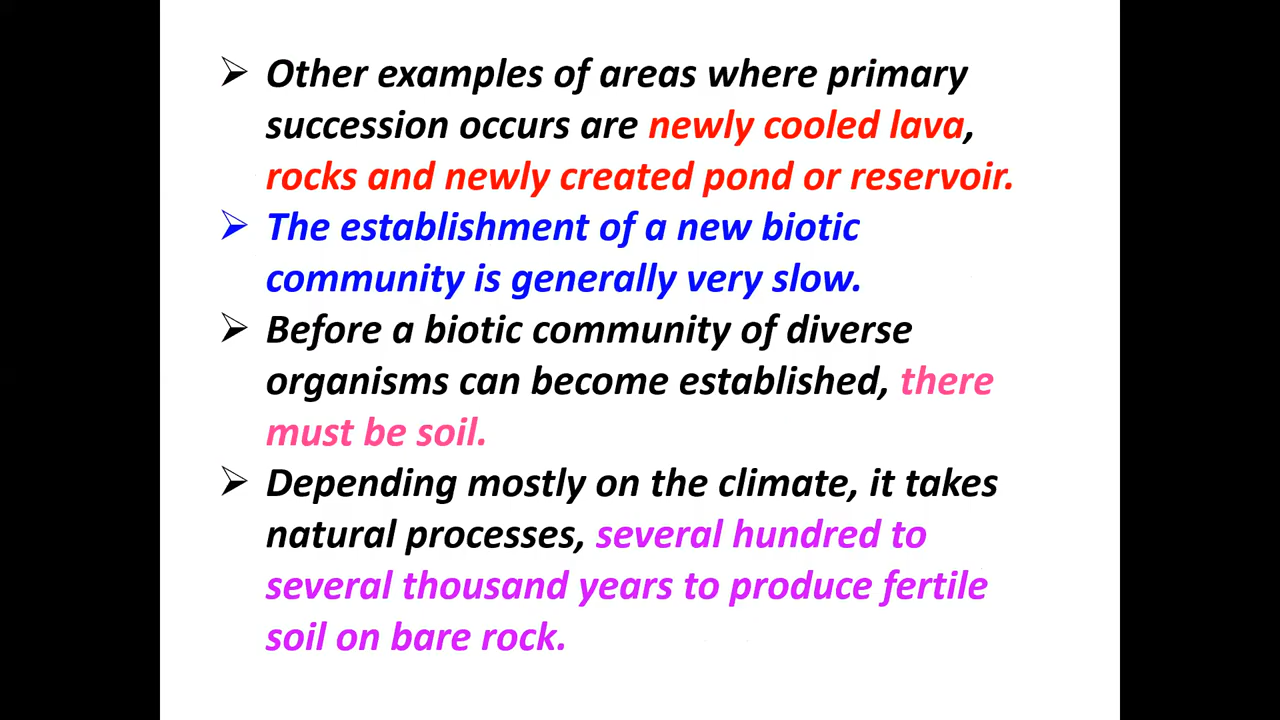 ➢ Other examples of areas where primary
succession occurs are newly cooled lava,
rocks and newly created pond or reservoir.
➢ The establishment of a new biotic
community is generally very slow.
➢ Before a biotic community of diverse
organisms can become established, there
must be soil.
➢ Depending mostly on the climate, it takes
natural processes, several hundred to
several thousand years to produce fertile
soil on bare rock.